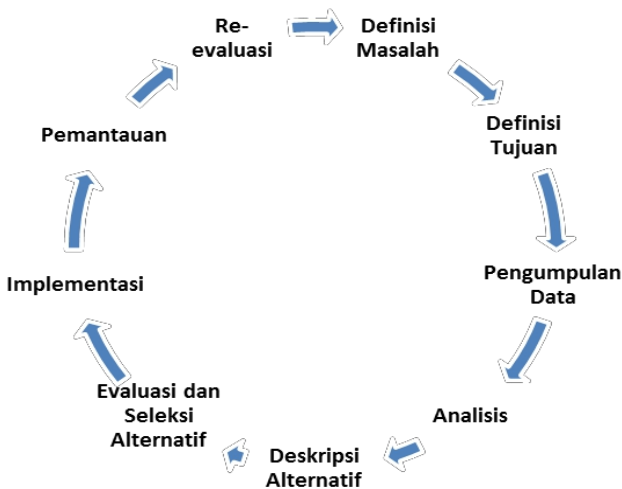 Re-
evaluasi
Definisi
Masalah
Definisi
Tujuan
Pengumpulan
Data
Analisis
Deskripsi
Alternatif
Evaluasi dan
Seleksi
Alternatif
Implementasi
Pemantauan